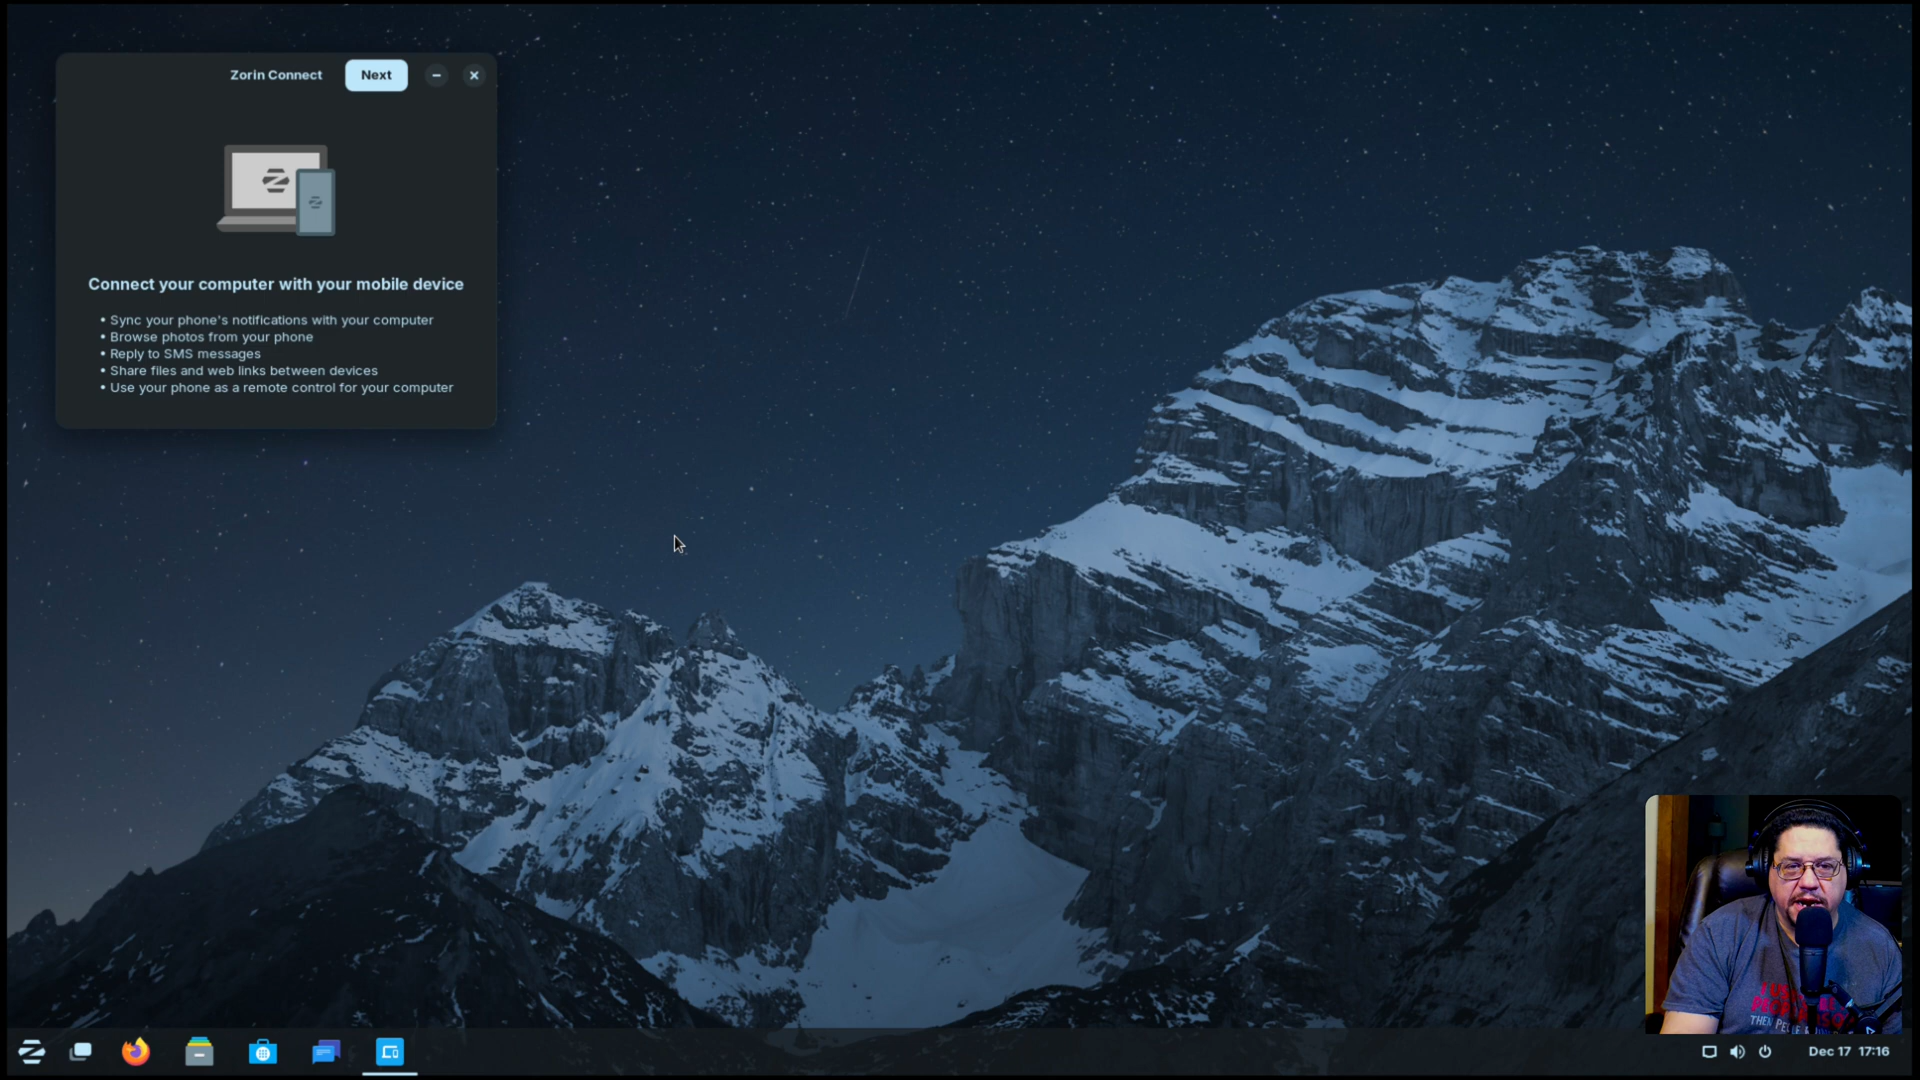 Zorin Connect
Next
Connect your computer with your mobile device
• Sync your phone's notifications with your computer
• Browse photos from your phone
• Reply to SMS messages
• Share files and web links between devices
• Use your phone as a remote control for your computer
Dec 17 17:16